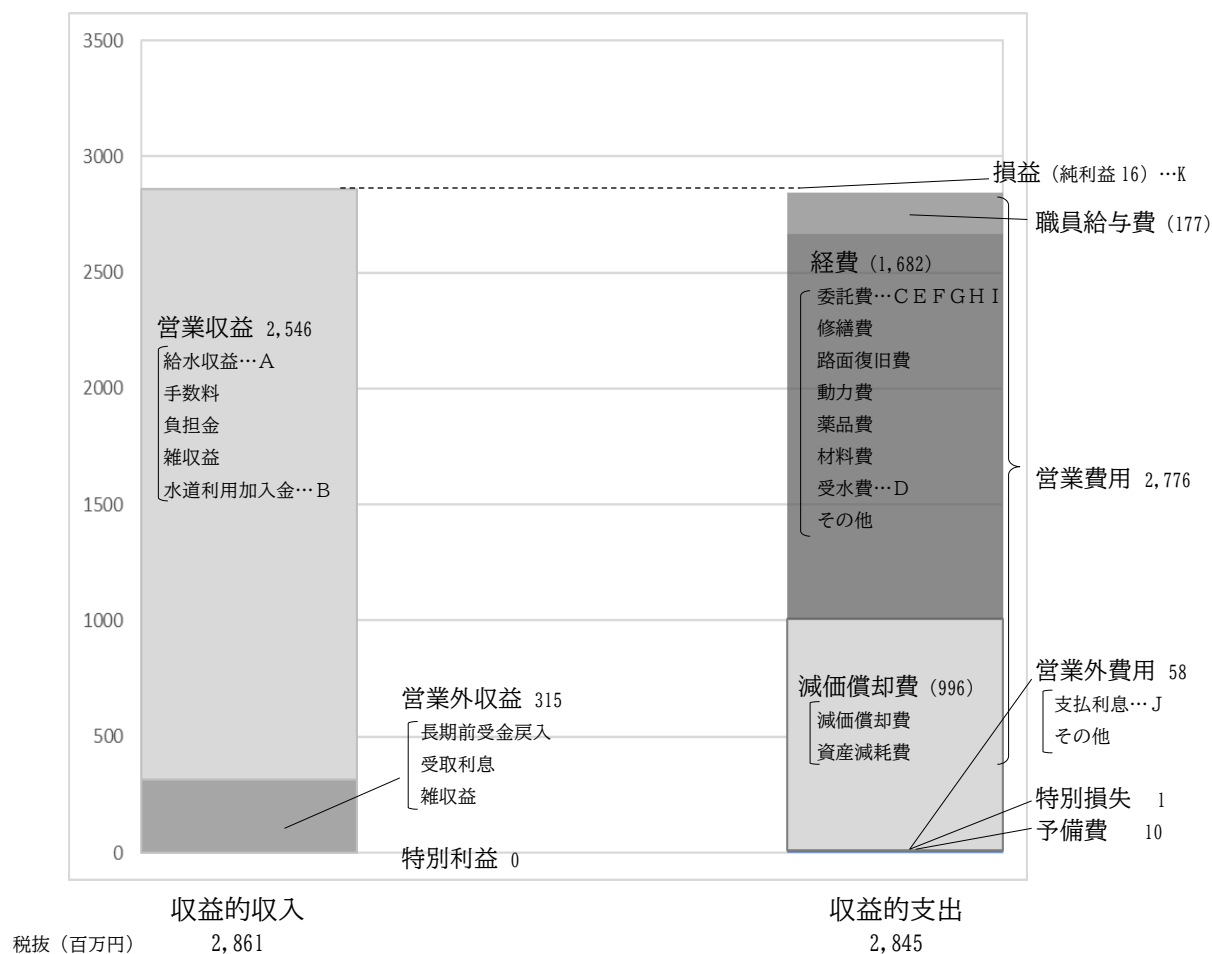 3500
3000
2500
2000
1500
1000
500
0
営業収益 2,546
給水収益…A
手数料
負担金
雑収益
水道利用加入金…B
営業外収益 315
長期前受金戻入
受取利息
雑収益
特別利益 0
損益（純利益 16）…K
職員給与費（177）
経費（1,682）
委託費…CEFGHI
修繕費
路面復旧費
動力費
薬品費
材料費
受水費…D
その他
営業費用 2,776
減価償却費（996）
減価償却費
資産減耗費
営業外費用 58
支払利息…J
その他
特別損失 1
予備費 10
収益的収入
収益的支出
税抜（百万円） 2,861
2,845